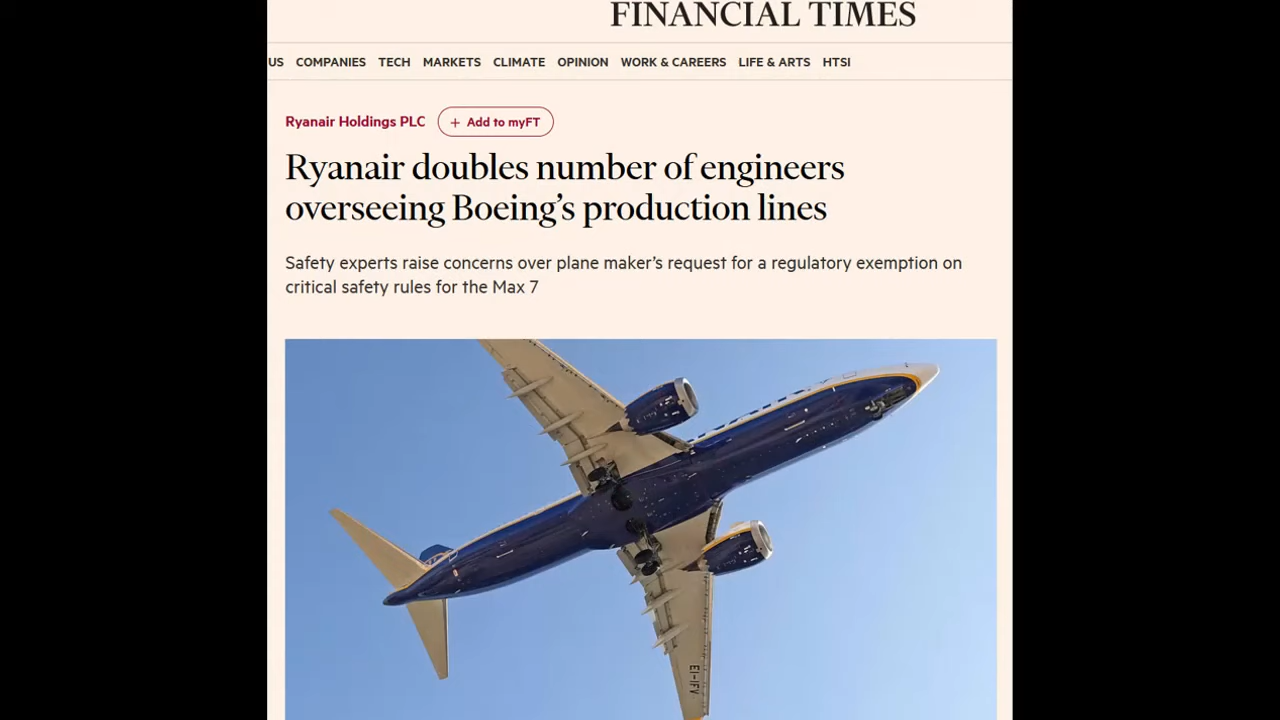 FINANCIAL TIMES
US COMPANIES TECH MARKETS CLIMATE OPINION WORK & CAREERS LIFE & ARTS HTSI
Ryanair Holdings PLC + Add to myFT
Ryanair doubles number of engineers
overseeing Boeing’s production lines
Safety experts raise concerns over plane maker’s request for a regulatory exemption on
critical safety rules for the Max 7
EI-IFV